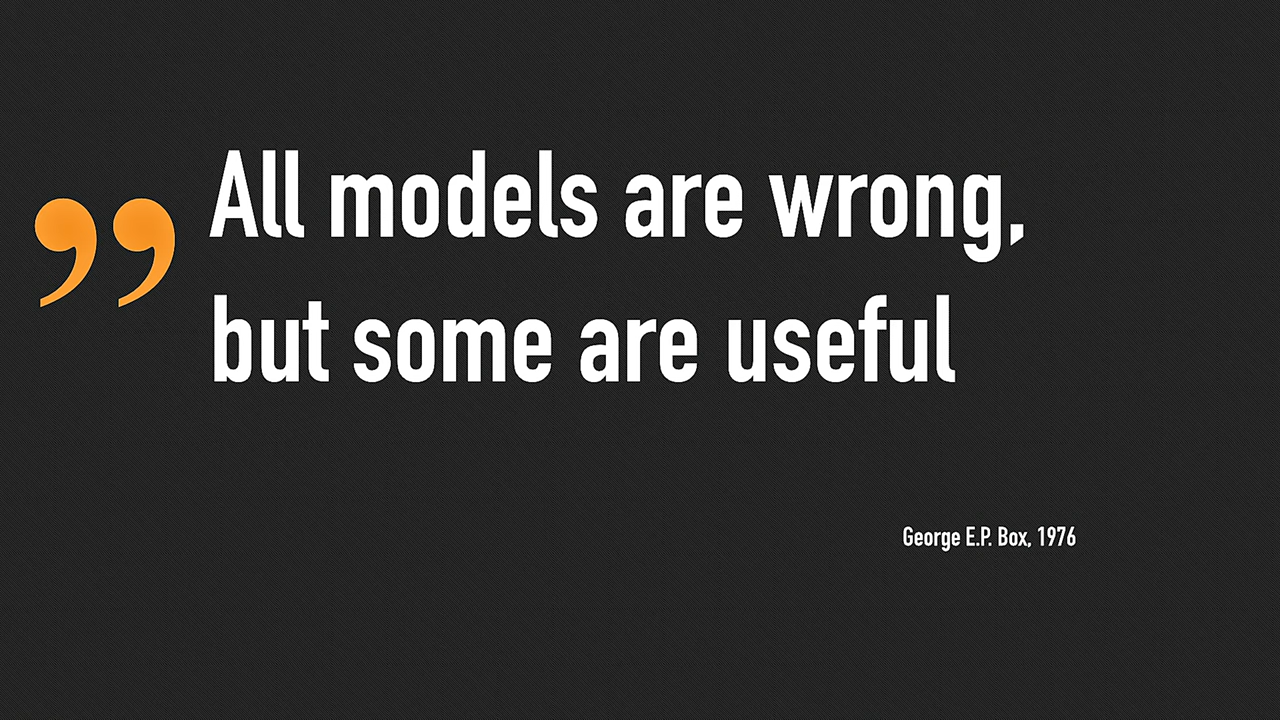 ”
All models are wrong,
but some are useful
George E.P. Box, 1976